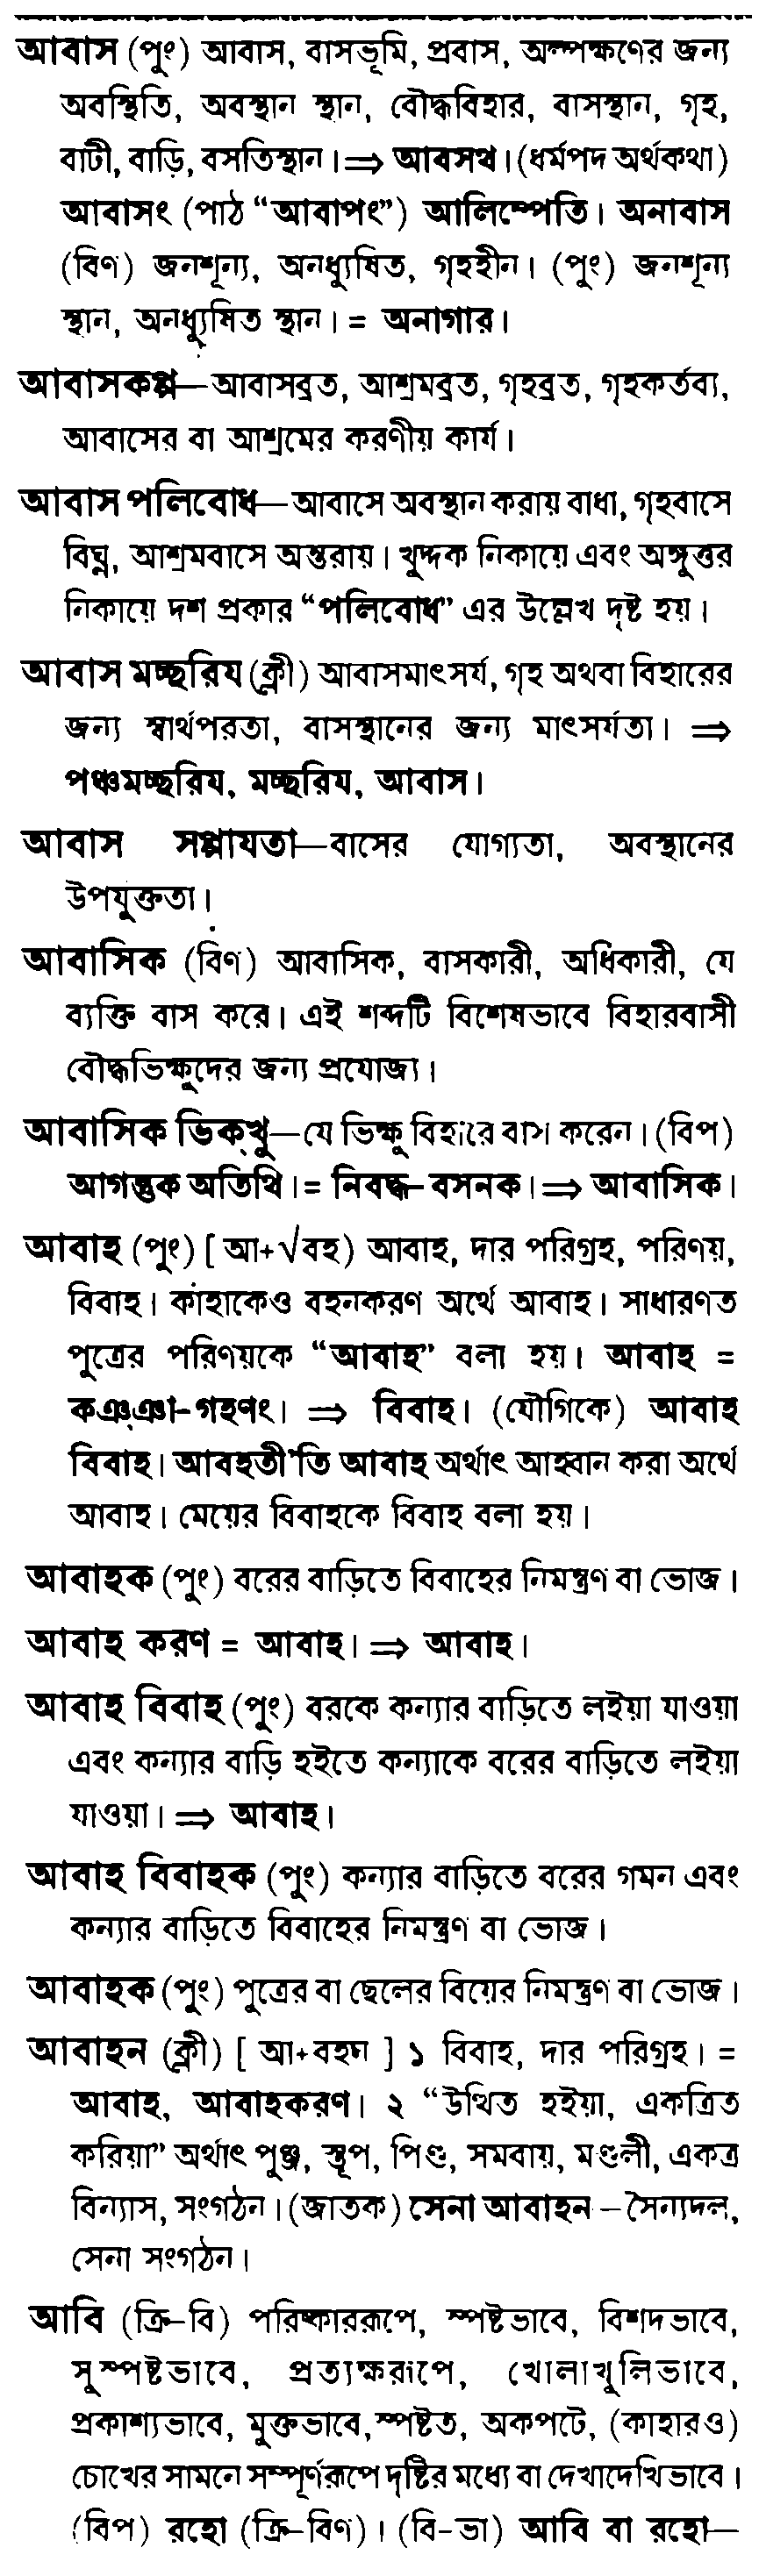 আবাস (পুং) আবাস, বাসভূমি, প্রবাস, অল্পক্ষণের জন্য
অবস্থিতি, অবস্থান স্থান, বৌদ্ধবিহার, বাসস্থান, গৃহ,
বাটী, বাড়ি, বসতিস্থান।⇒ আবসথ। (ধর্মপদ অর্থকথা)
আবাসং (পাঠ “আবাপং”) আলিম্পেতি। অনাবাস
(বিণ) জনশূন্য, অনধ্যুষিত, গৃহহীন। (পুং) জনশূন্য
স্থান, অনধ্যুষিত স্থান। = অনাগার।
আবাসকপ্প—আবাসব্রত, আশ্রমব্রত, গৃহব্রত, গৃহকর্তব্য,
আবাসের বা আশ্রমের করণীয় কার্য।
আবাস পলিবোধ—আবাসে অবস্থান করায় বাধা, গৃহবাসে
বিঘ্ন, আশ্রমবাসে অন্তরায়। খুদ্দক নিকায়ে এবং অঙ্গুত্তর
নিকায়ে দশ প্রকার “পলিবোধ” এর উল্লেখ দৃষ্ট হয়।
আবাস মচ্ছরিয (ক্লী) আবাসমাৎসর্য, গৃহ অথবা বিহারের
জন্য স্বার্থপরতা, বাসস্থানের জন্য মাৎসর্যতা। ⇒
পঞ্চমচ্ছরিয, মচ্ছরিয, আবাস।
আবাস সপ্পাযতা—বাসের যোগ্যতা, অবস্থানের
উপযুক্ততা।
আবাসিক (বিণ) আবাসিক, বাসকারী, অধিকারী, যে
ব্যক্তি বাস করে। এই শব্দটি বিশেষভাবে বিহারবাসী
বৌদ্ধভিক্ষুদের জন্য প্রযোজ্য।
আবাসিক ভিক্খু—যে ভিক্ষু বিহারে বাস করেন। (বিপ)
আগন্তুক অতিথি।= নিবদ্ধ-বসনক।⇒ আবাসিক।
আবাহ (পুং) [ আ+√বহ) আবাহ, দার পরিগ্রহ, পরিণয়,
বিবাহ। কাহাকেও বহনকরণ অর্থে আবাহ। সাধারণত
পুত্রের পরিণয়কে “আবাহ” বলা হয়। আবাহ =
কঞ্ঞা-গহণং। ⇒ বিবাহ। (যৌগিকে) আবাহ
বিবাহ। আবহতী’তি আবাহ অর্থাৎ আহ্বান করা অর্থে
আবাহ। মেয়ের বিবাহকে বিবাহ বলা হয়।
আবাহক (পুং) বরের বাড়িতে বিবাহের নিমন্ত্রণ বা ভোজ।
আবাহ করণ = আবাহ। ⇒ আবাহ।
আবাহ বিবাহ (পুং) বরকে কন্যার বাড়িতে লইয়া যাওয়া
এবং কন্যার বাড়ি হইতে কন্যাকে বরের বাড়িতে লইয়া
যাওয়া। ⇒ আবাহ।
আবাহ বিবাহক (পুং) কন্যার বাড়িতে বরের গমন এবং
কন্যার বাড়িতে বিবাহের নিমন্ত্রণ বা ভোজ।
আবাহক (পুং) পুত্রের বা ছেলের বিয়ের নিমন্ত্রণ বা ভোজ।
আবাহন (ক্লী) [ আ+বহন ] ১ বিবাহ, দার পরিগ্রহ। =
আবাহ, আবাহকরণ। ২ “উত্থিত হইয়া, একত্রিত
করিয়া” অর্থাৎ পুঞ্জ, স্তূপ, পিণ্ড, সমবায়, মণ্ডলী, একত্র
বিন্যাস, সংগঠন। (জাতক) সেনা আবাহন – সৈন্যদল,
সেনা সংগঠন।
আবি (ক্রি-বি) পরিষ্কাররূপে, স্পষ্টভাবে, বিশদভাবে,
সুস্পষ্টভাবে, প্রত্যক্ষরূপে, খোলাখুলিভাবে,
প্রকাশ্যভাবে, মুক্তভাবে, স্পষ্টত, অকপটে, (কাহারও)
চোখের সামনে সম্পূর্ণরূপে দৃষ্টির মধ্যে বা দেখাদেখিভাবে।
(বিপ) রহো (ক্রি-বিণ)। (বি-ভা) আবি বা রহো—